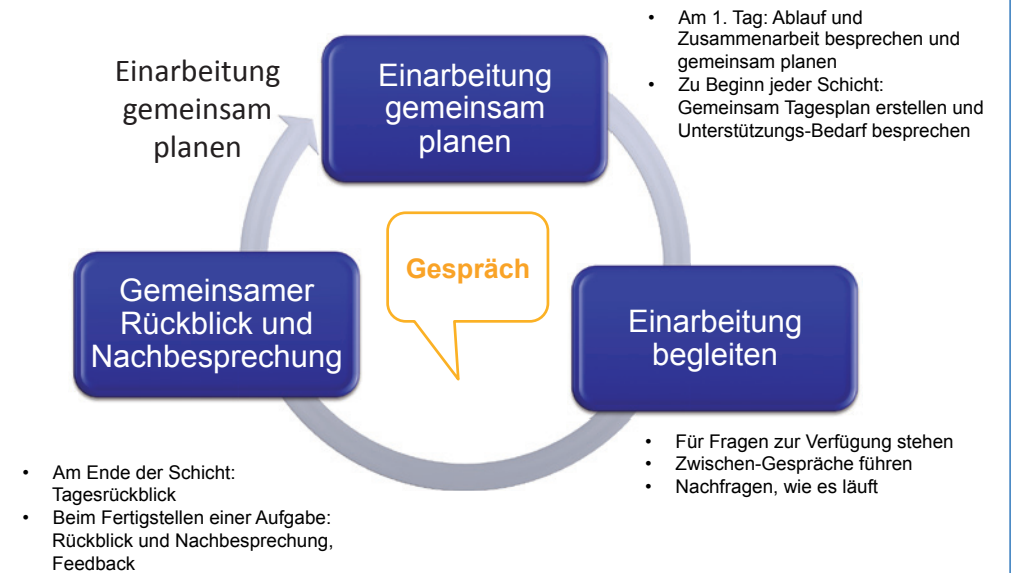 Einarbeitung
gemeinsam
planen
Einarbeitung
gemeinsam
planen
• Am 1. Tag: Ablauf und
Zusammenarbeit besprechen und
gemeinsam planen
• Zu Beginn jeder Schicht:
Gemeinsam Tagesplan erstellen und
Unterstützungs-Bedarf besprechen
Gespräch
Gemeinsamer
Rückblick und
Nachbesprechung
Einarbeitung
begleiten
• Für Fragen zur Verfügung stehen
• Zwischen-Gespräche führen
• Nachfragen, wie es läuft
• Am Ende der Schicht:
Tagesrückblick
• Beim Fertigstellen einer Aufgabe:
Rückblick und Nachbesprechung,
Feedback